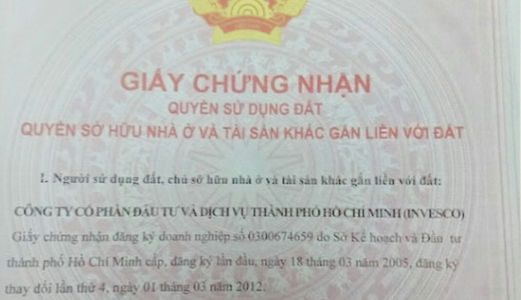 GIẤY CHỨNG NHẬN
QUYỀN SỬ DỤNG ĐẤT
QUYỀN SỞ HỮU NHÀ Ở VÀ TÀI SẢN KHÁC GẮN LIỀN VỚI ĐẤT
I. Người sử dụng đất, chủ sở hữu nhà ở và tài sản khác gắn liền với đất:
CÔNG TY CỔ PHẦN ĐẦU TƯ VÀ DỊCH VỤ THÀNH PHỐ HỒ CHÍ MINH (INVESCO)
Giấy chứng nhận đăng ký doanh nghiệp số 0300674659 do Sở Kế hoạch và Đầu tư
thành phố Hồ Chí Minh cấp, đăng ký lần đầu, ngày 18 tháng 03 năm 2005, đăng ký
thay đổi lần thứ 4, ngày 01 tháng 03 năm 2012.